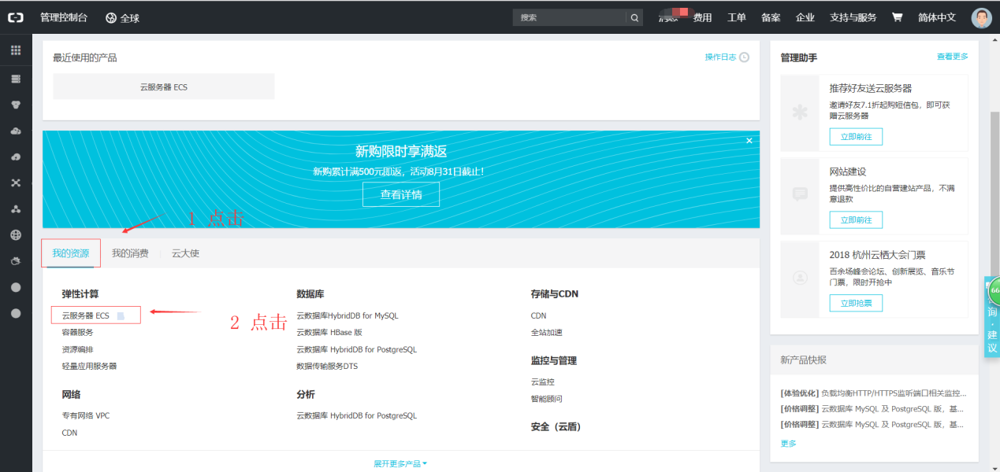 管理控制台
全球
搜索
消息
费用
工单
备案
企业
支持与服务
简体中文
最近使用的产品
操作日志
云服务器 ECS
新购限时享满返
新购累计满500元即返，活动8月31日截止！
查看详情
1 点击
我的资源
我的消费
云大使
弹性计算
云服务器 ECS
容器服务
资源编排
轻量应用服务器
网络
专有网络 VPC
CDN
2 点击
数据库
云数据库HybridDB for MySQL
云数据库 HBase 版
云数据库 HybridDB for PostgreSQL
数据传输服务DTS
分析
云数据库 HybridDB for PostgreSQL
存储与CDN
CDN
全站加速
监控与管理
云监控
智能顾问
安全（云盾）
展开更多产品
管理助手
查看更多
推荐好友送云服务器
邀请好友7.1折起购短信包，即可获
赠云服务器
立即前往
网站建设
提供高性价比的自营建站产品，不满
意退款
立即前往
2018 杭州云栖大会门票
百余场峰会论坛、创新展览、音乐节
门票，限时开抢中
立即抢票
66
询·建议
新产品快报
[体验优化] 负载均衡HTTP/HTTPS监听端口相关监控...
[价格调整] 云数据库 MySQL 及 PostgreSQL 版，基...
[价格调整] 云数据库 MySQL 及 PostgreSQL 版，基...
更多